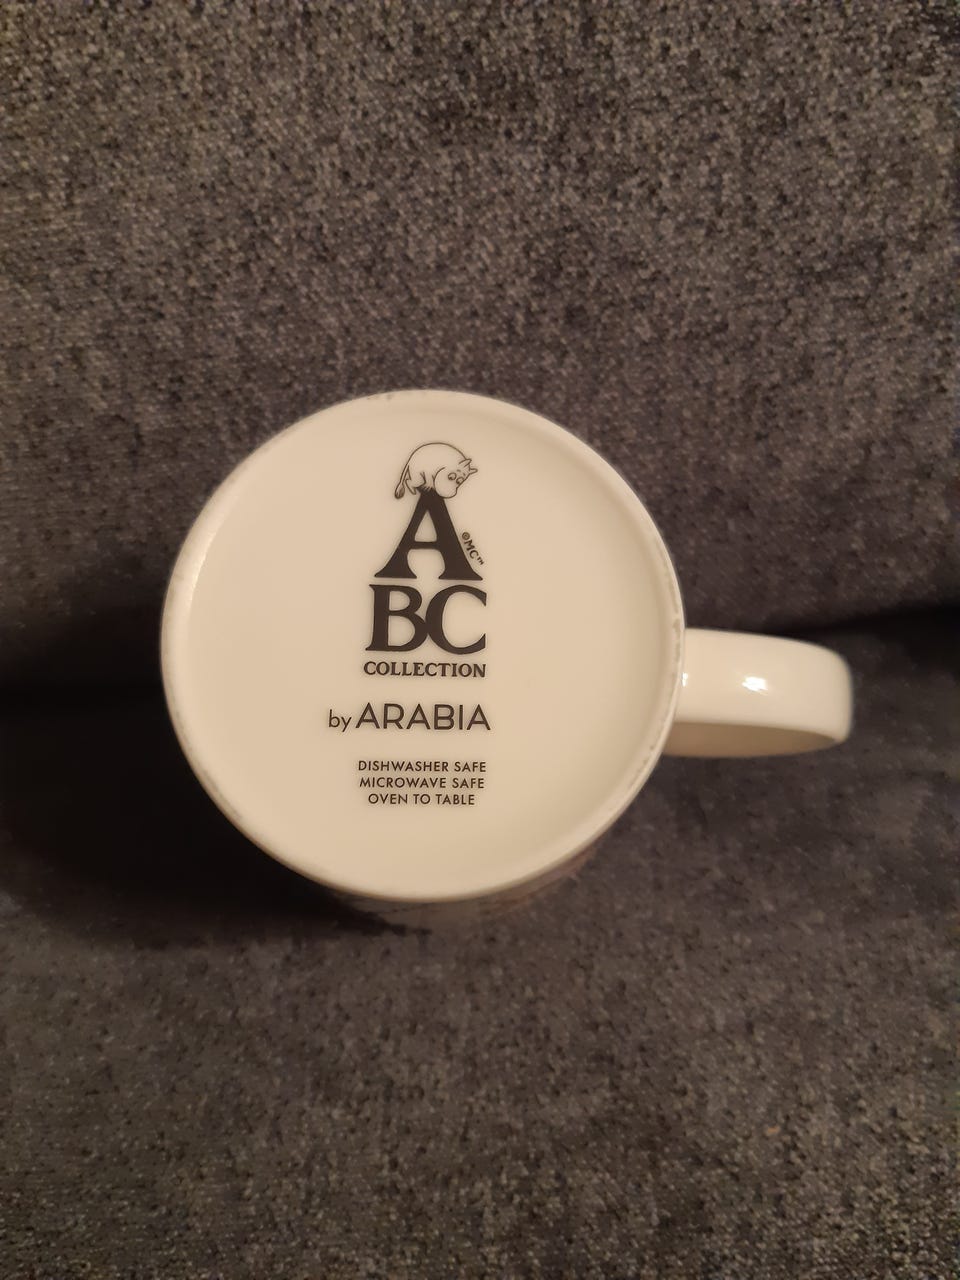 A
©MC™
BC
COLLECTION
by ARABIA
DISHWASHER SAFE
MICROWAVE SAFE
OVEN TO TABLE